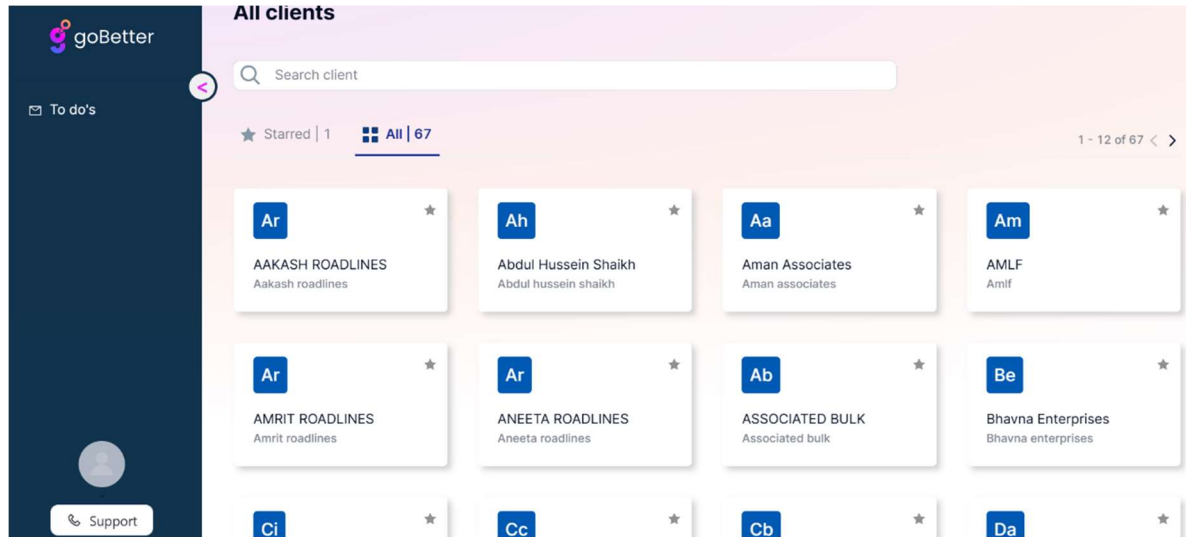 All clients
goBetter
Search client
<
To do's
Starred | 1
All | 67
1 - 12 of 67 < >
Ar
Ah
Aa
Am
AAKASH ROADLINES
Abdul Hussein Shaikh
Aman Associates
AMLF
Aakash roadlines
Abdul hussein shaikh
Aman associates
Amlf
Ar
Ar
Ab
Be
AMRIT ROADLINES
ANEETA ROADLINES
ASSOCIATED BULK
Bhavna Enterprises
Amrit roadlines
Aneeta roadlines
Associated bulk
Bhavna enterprises
Support
Ci
Cc
Cb
Da